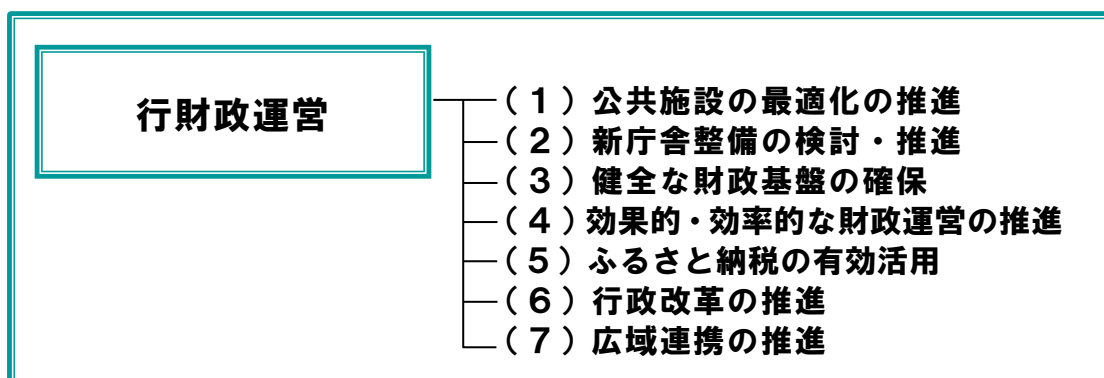 行財政運営
（１）公共施設の最適化の推進
（２）新庁舎整備の検討・推進
（３）健全な財政基盤の確保
（４）効果的・効率的な財政運営の推進
（５）ふるさと納税の有効活用
（６）行政改革の推進
（７）広域連携の推進